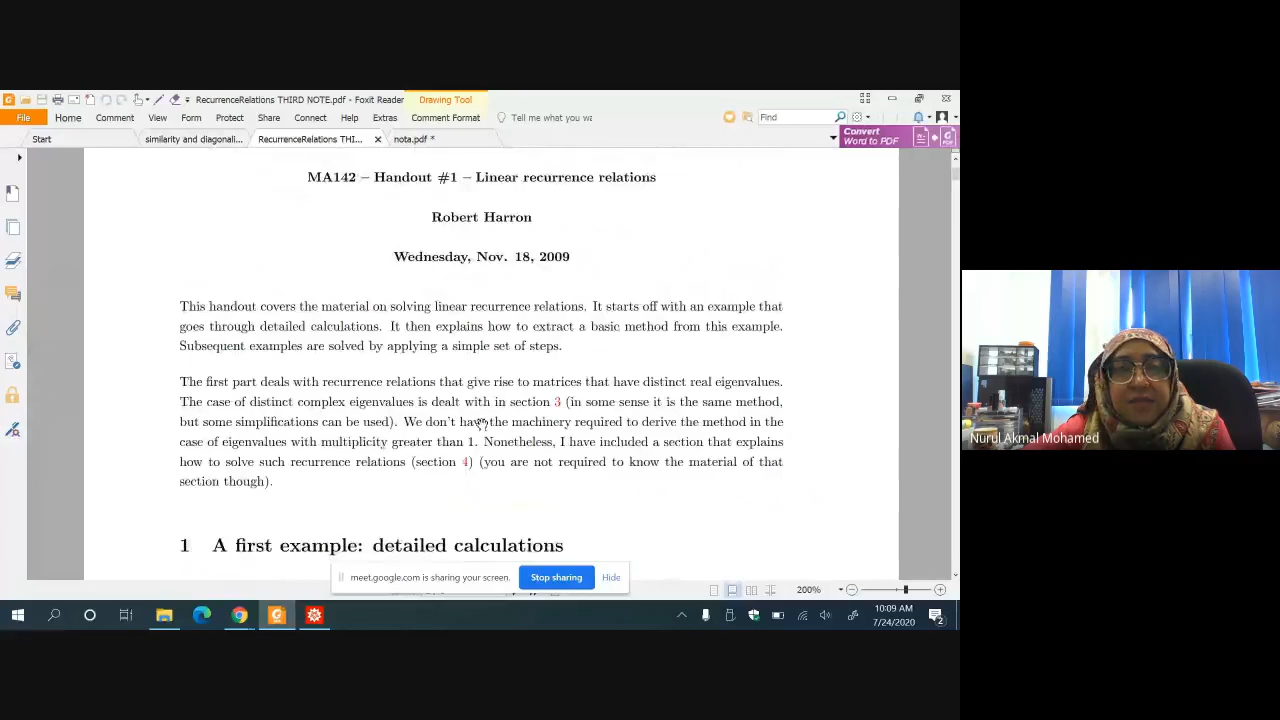 RecurrenceRelations THIRD NOTE.pdf - Foxit Reader
Drawing Tool
File
Home
Comment
View
Form
Protect
Share
Connect
Extras
Help
Comment Format
Tell me what you wa
Find
Start
similarity and diagonali...
RecurrenceRelations THI...
nota.pdf *
Convert
Word to PDF
MA142 – Handout #1 – Linear recurrence relations
Robert Harron
Wednesday, Nov. 18, 2009
This handout covers the material on solving linear recurrence relations. It starts off with an example that
goes through detailed calculations. It then explains how to extract a basic method from this example.
Subsequent examples are solved by applying a simple set of steps.
The first part deals with recurrence relations that give rise to matrices that have distinct real eigenvalues.
The case of distinct complex eigenvalues is dealt with in section 3 (in some sense it is the same method,
but some simplifications can be used). We don't have the machinery required to derive the method in the
case of eigenvalues with multiplicity greater than 1. Nonetheless, I have included a section that explains
how to solve such recurrence relations (section 4) (you are not required to know the material of that
section though).
1 A first example: detailed calculations
meet.google.com is sharing your screen.
Stop sharing
Hide
200%
10:09 AM
7/24/2020
2
Nurul Akmal Mohamed